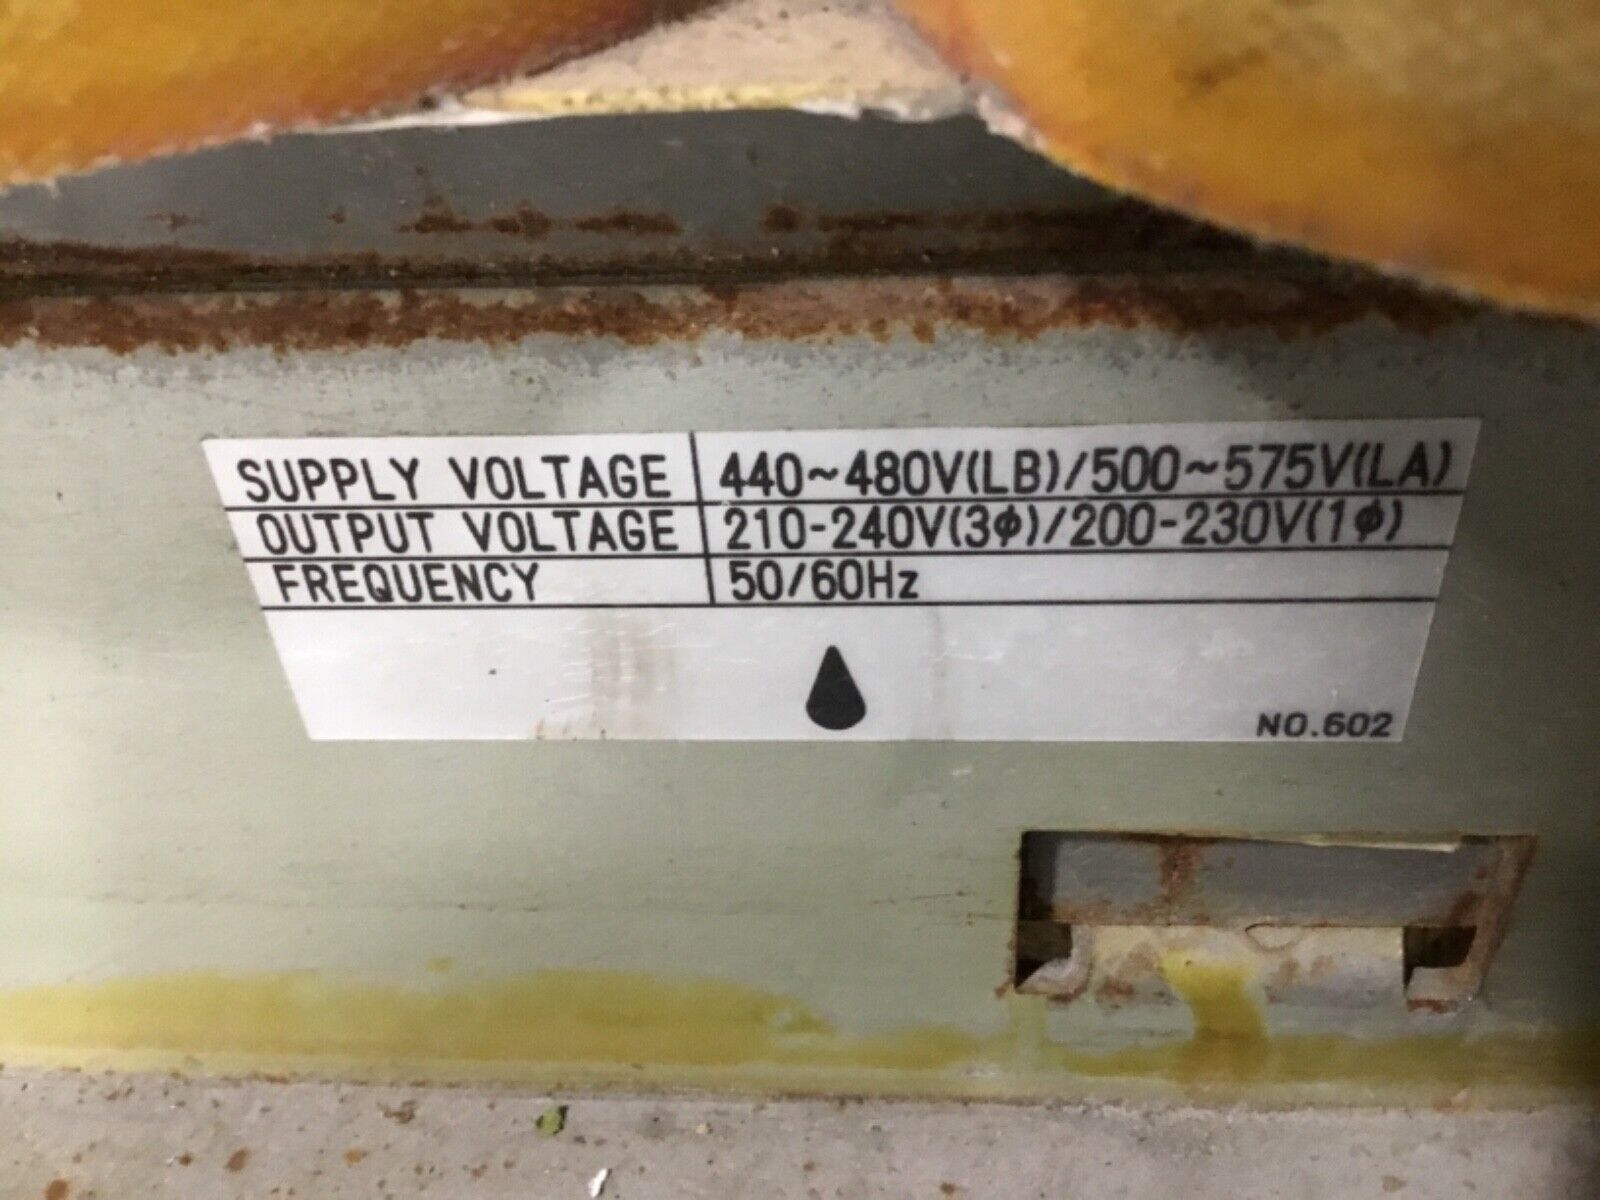 SUPPLY VOLTAGE 440~480V(LB)/500~575V(LA)
OUTPUT VOLTAGE 210-240V(3ϕ)/200-230V(1ϕ)
FREQUENCY 50/60Hz
NO.602